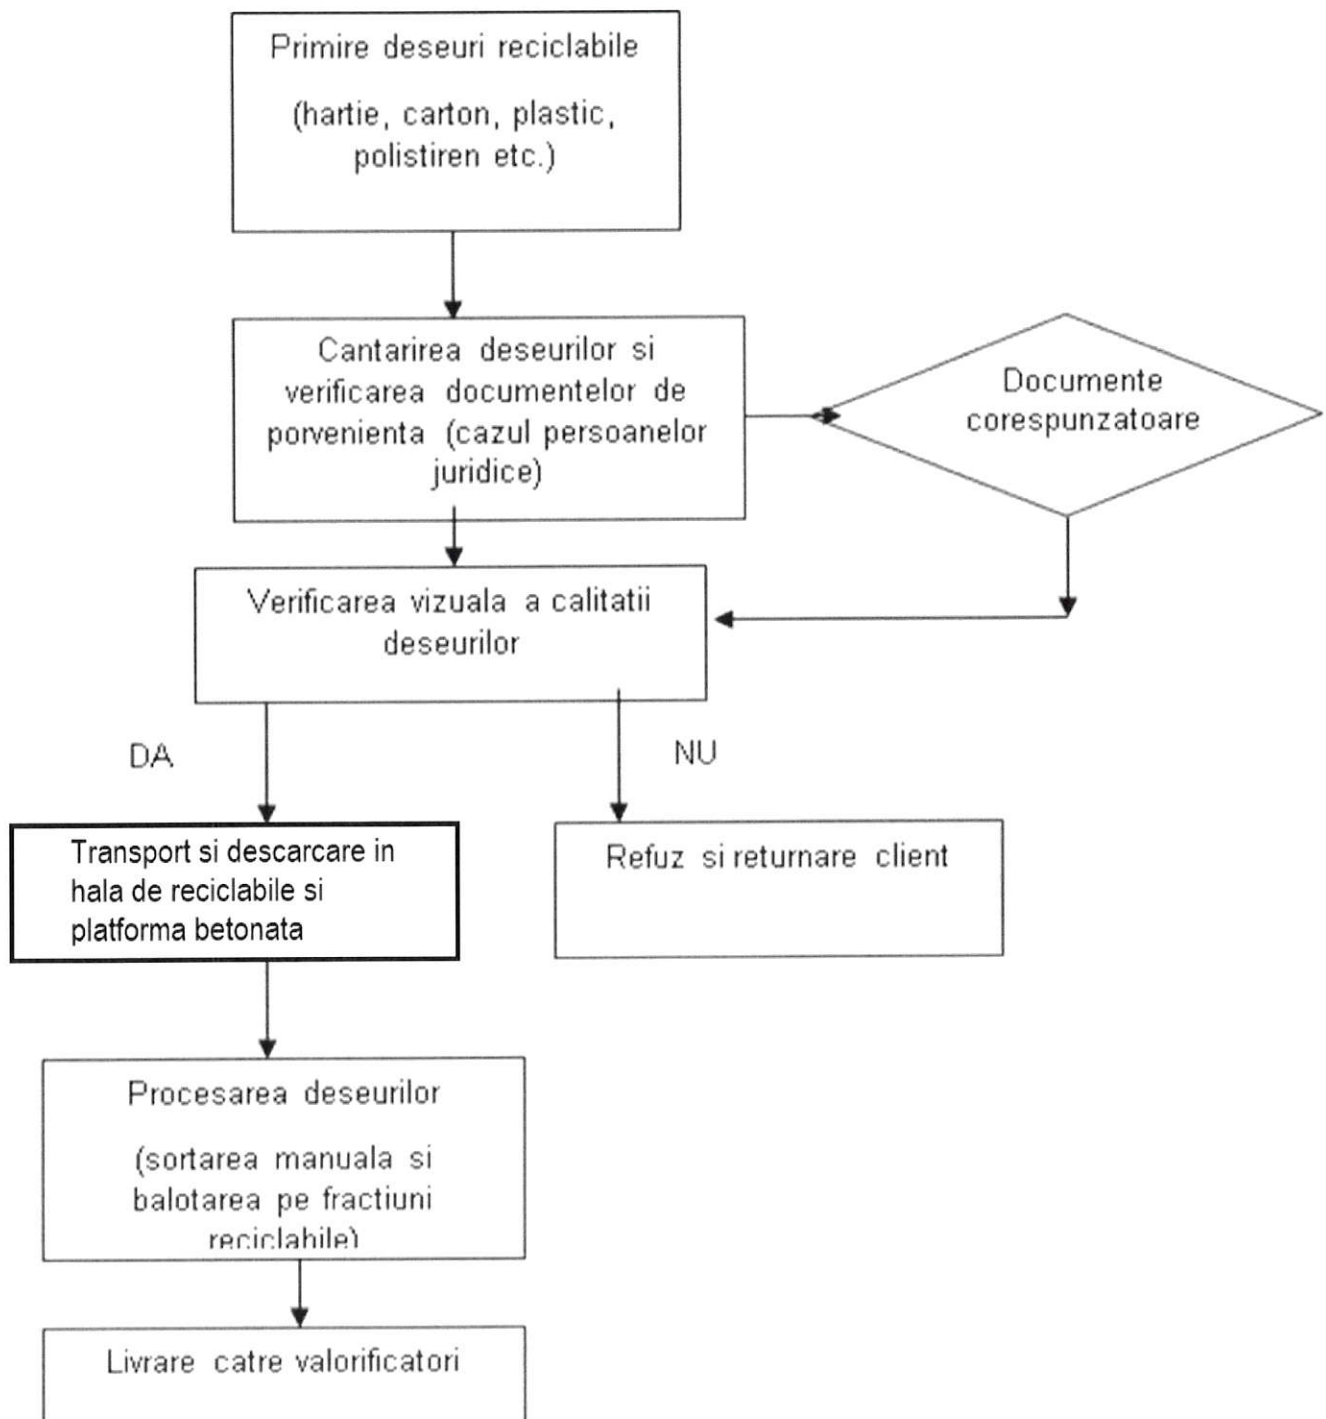 Primire deseuri reciclabile
(hartie, carton, plastic,
polistiren etc.)
Cantarirea deseurilor si
verificarea documentelor de
porvenienta (cazul persoanelor
juridice)
Documente
corespunzatoare
Verificarea vizuala a calitatii
deseurilor
DA
NU
Transport si descarcare in
hala de reciclabile si
platforma betonata
Refuz si returnare client
Procesarea deseurilor
(sortarea manuala si
balotarea pe fractiuni
reciclabile)
Livrare catre valorificatori